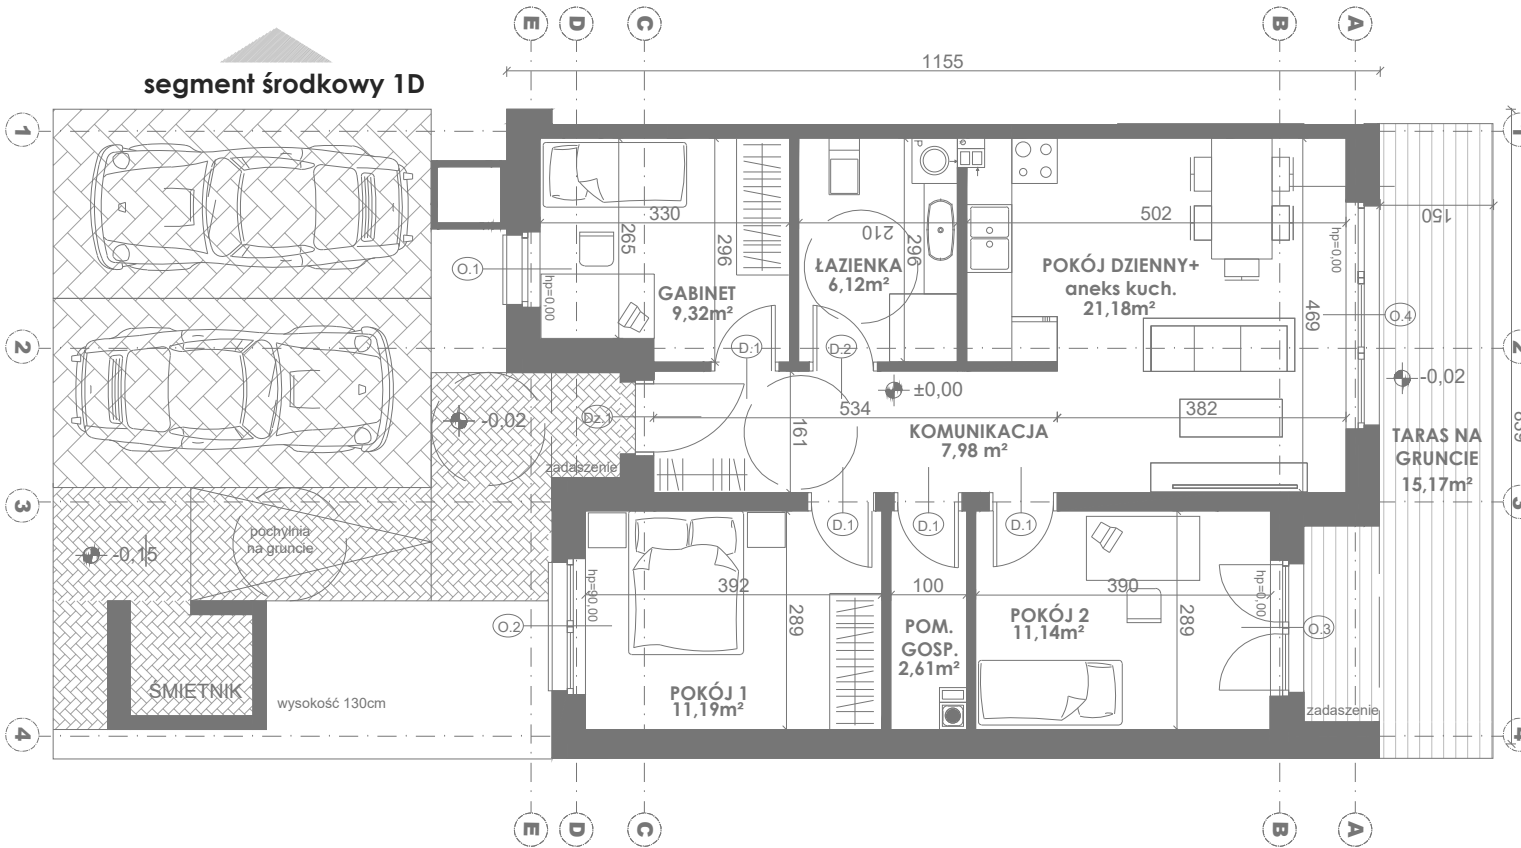 E D C B A
1155
segment środkowy 1D
1
1
330
265
296
210
296
502
150
P
hp=0,00
O.1
hp=0,00
GABINET
9,32m²
ŁAZIENKA
6,12m²
POKÓJ DZIENNY+
aneks kuch.
21,18m²
469
O.4
2
D.1
D.2
2
-0,02
±0,00
-0,02
Dz.1
534
382
161
KOMUNIKACJA
7,98 m²
TARAS NA
GRUNCIE
15,17m²
zadaszenie
3
3
pochylnia
na gruncie
D.1
D.1
D.1
-0,15
hp=90,00
392
100
390
hp=0,00
289
289
O.2
POM.
GOSP.
2,61m²
POKÓJ 2
11,14m²
O.3
ŚMIETNIK
wysokość 130cm
POKÓJ 1
11,19m²
zadaszenie
4
4
E D C B A